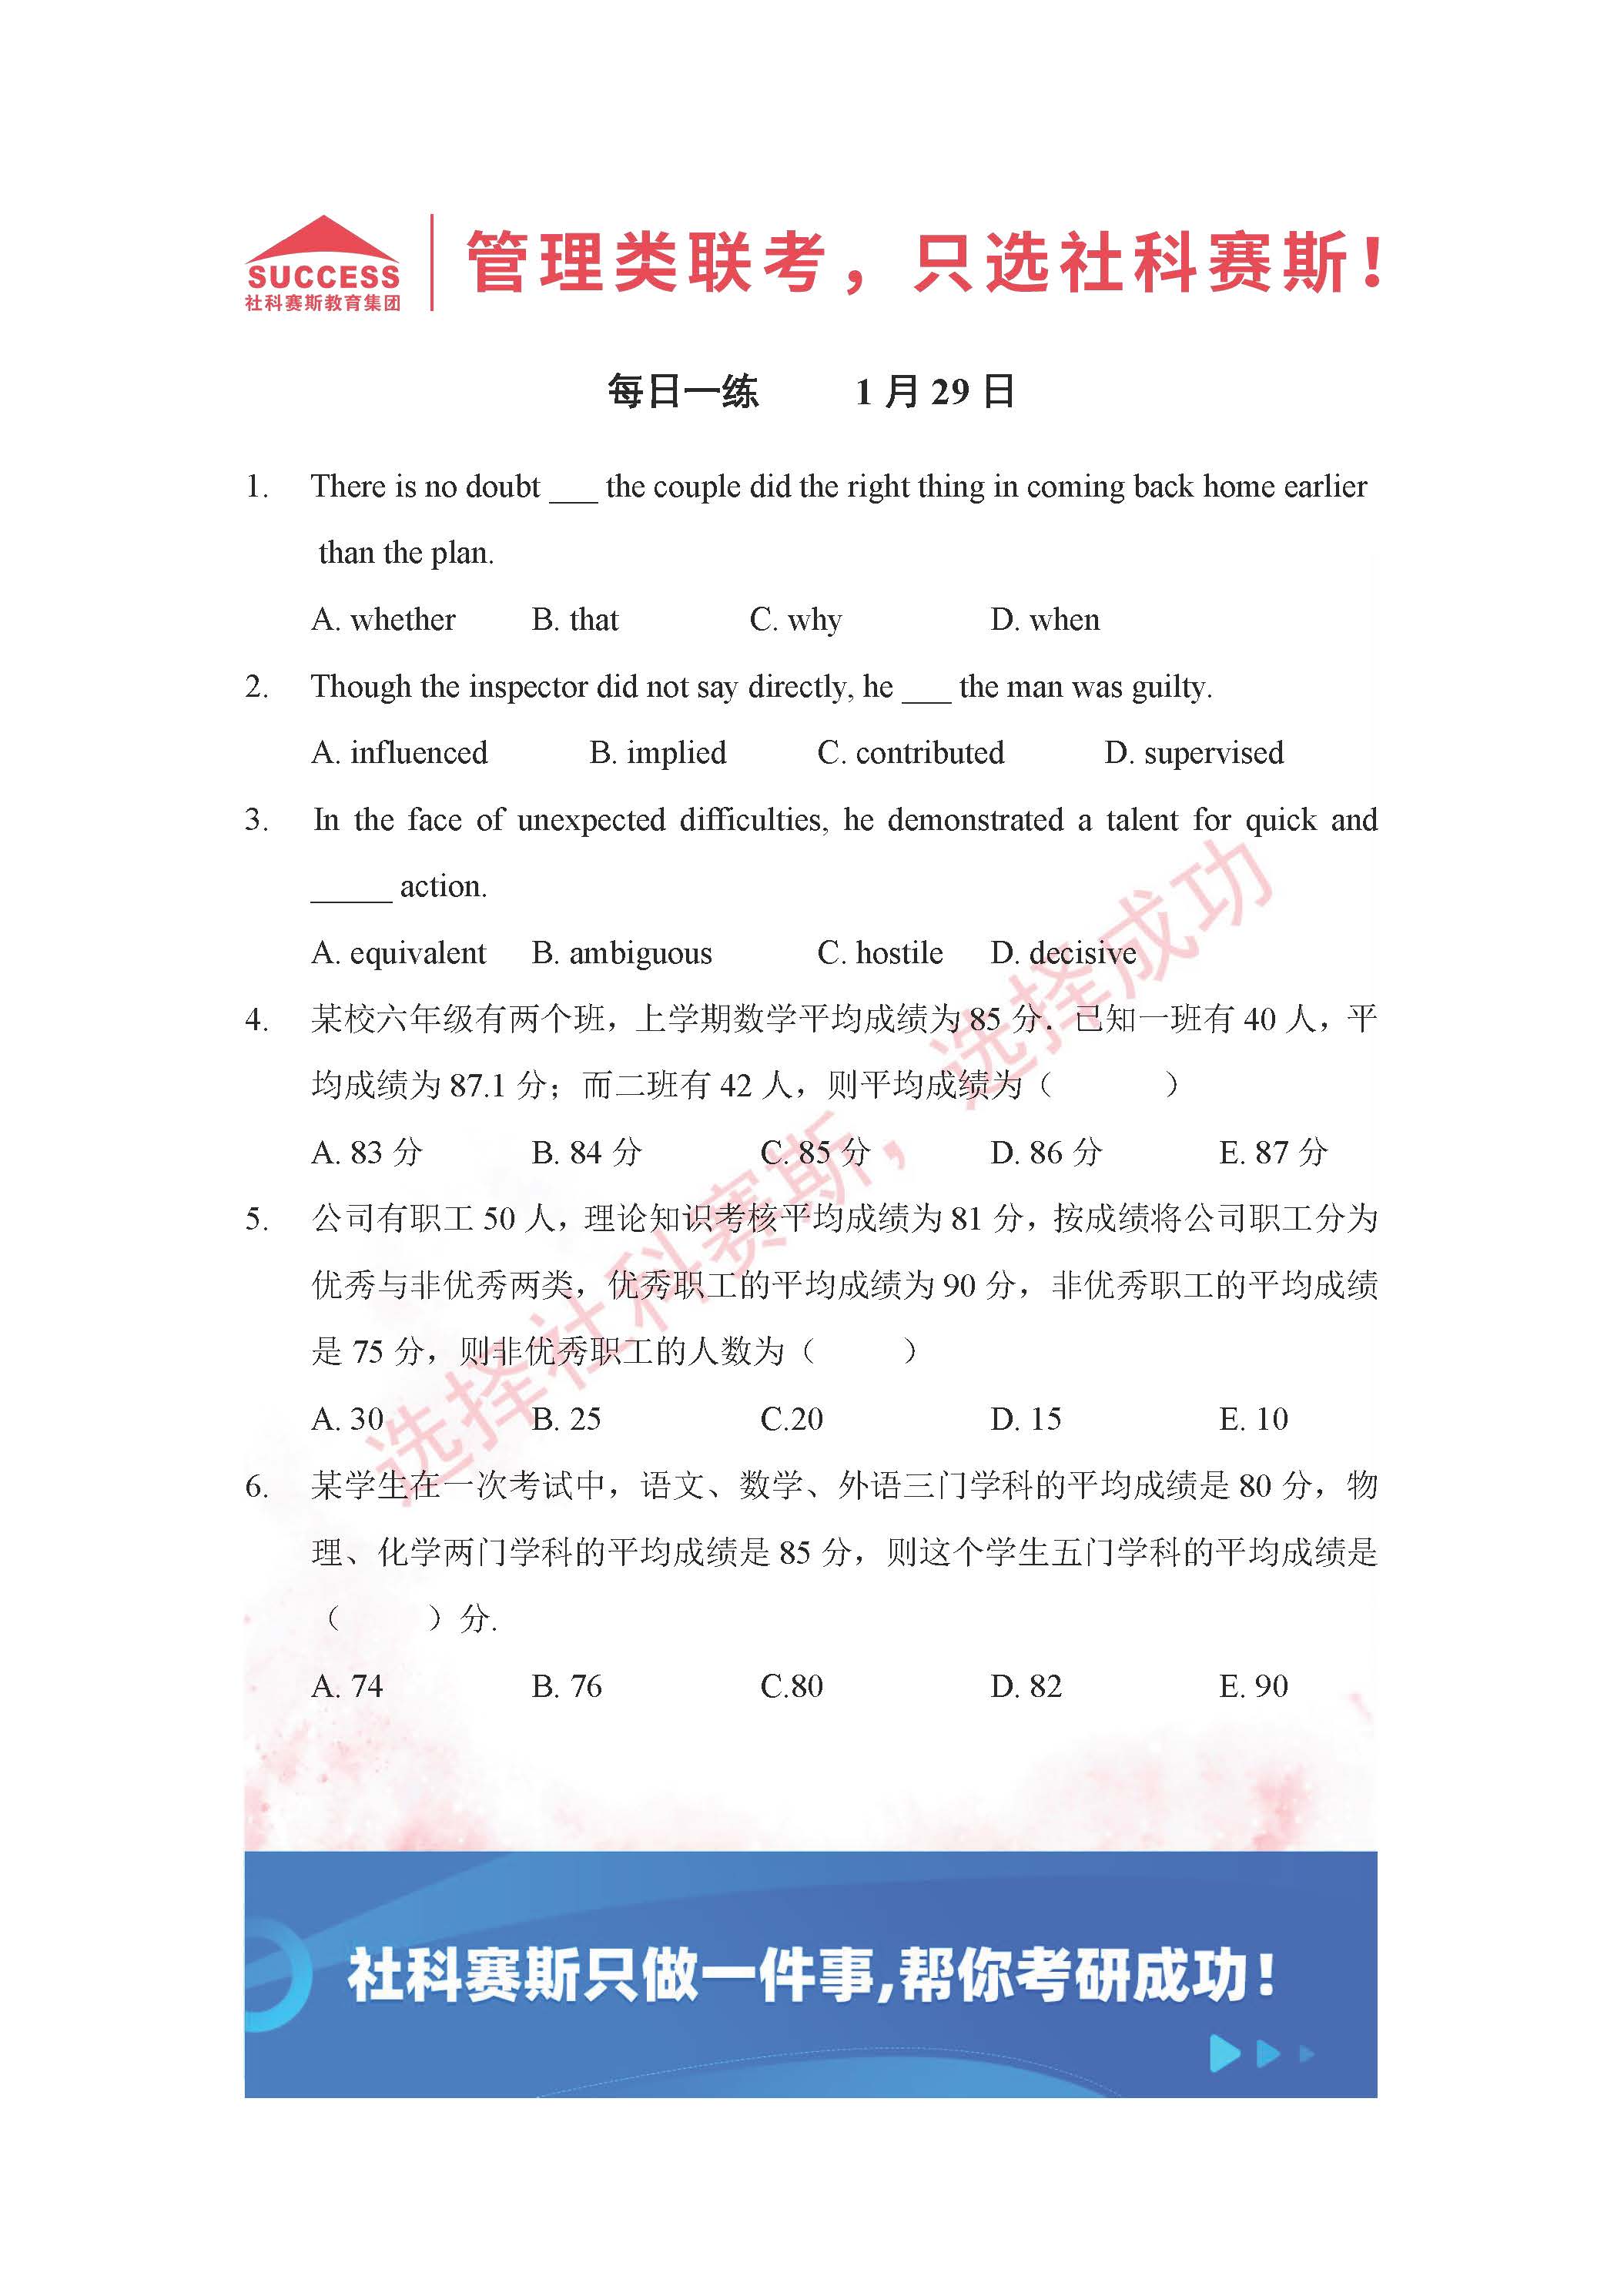 SUCCESS
社科赛斯教育集团
管理类联考，只选社科赛斯！
每日一练 1 月 29 日
1. There is no doubt ___ the couple did the right thing in coming back home earlier
than the plan.
A. whether B. that C. why D. when
2. Though the inspector did not say directly, he ___ the man was guilty.
A. influenced B. implied C. contributed D. supervised
3. In the face of unexpected difficulties, he demonstrated a talent for quick and
_____ action.
A. equivalent B. ambiguous C. hostile D. decisive
4. 某校六年级有两个班，上学期数学平均成绩为 85 分．已知一班有 40 人，平
均成绩为 87.1 分；而二班有 42 人，则平均成绩为（ ）
A. 83 分 B. 84 分 C. 85 分 D. 86 分 E. 87 分
5. 公司有职工 50 人，理论知识考核平均成绩为 81 分，按成绩将公司职工分为
优秀与非优秀两类，优秀职工的平均成绩为 90 分，非优秀职工的平均成绩
是 75 分，则非优秀职工的人数为（ ）
A. 30 B. 25 C.20 D. 15 E. 10
6. 某学生在一次考试中，语文、数学、外语三门学科的平均成绩是 80 分，物
理、化学两门学科的平均成绩是 85 分，则这个学生五门学科的平均成绩是
（ ）分.
A. 74 B. 76 C.80 D. 82 E. 90
选择社科赛斯，选择成功
社科赛斯只做一件事,帮你考研成功！